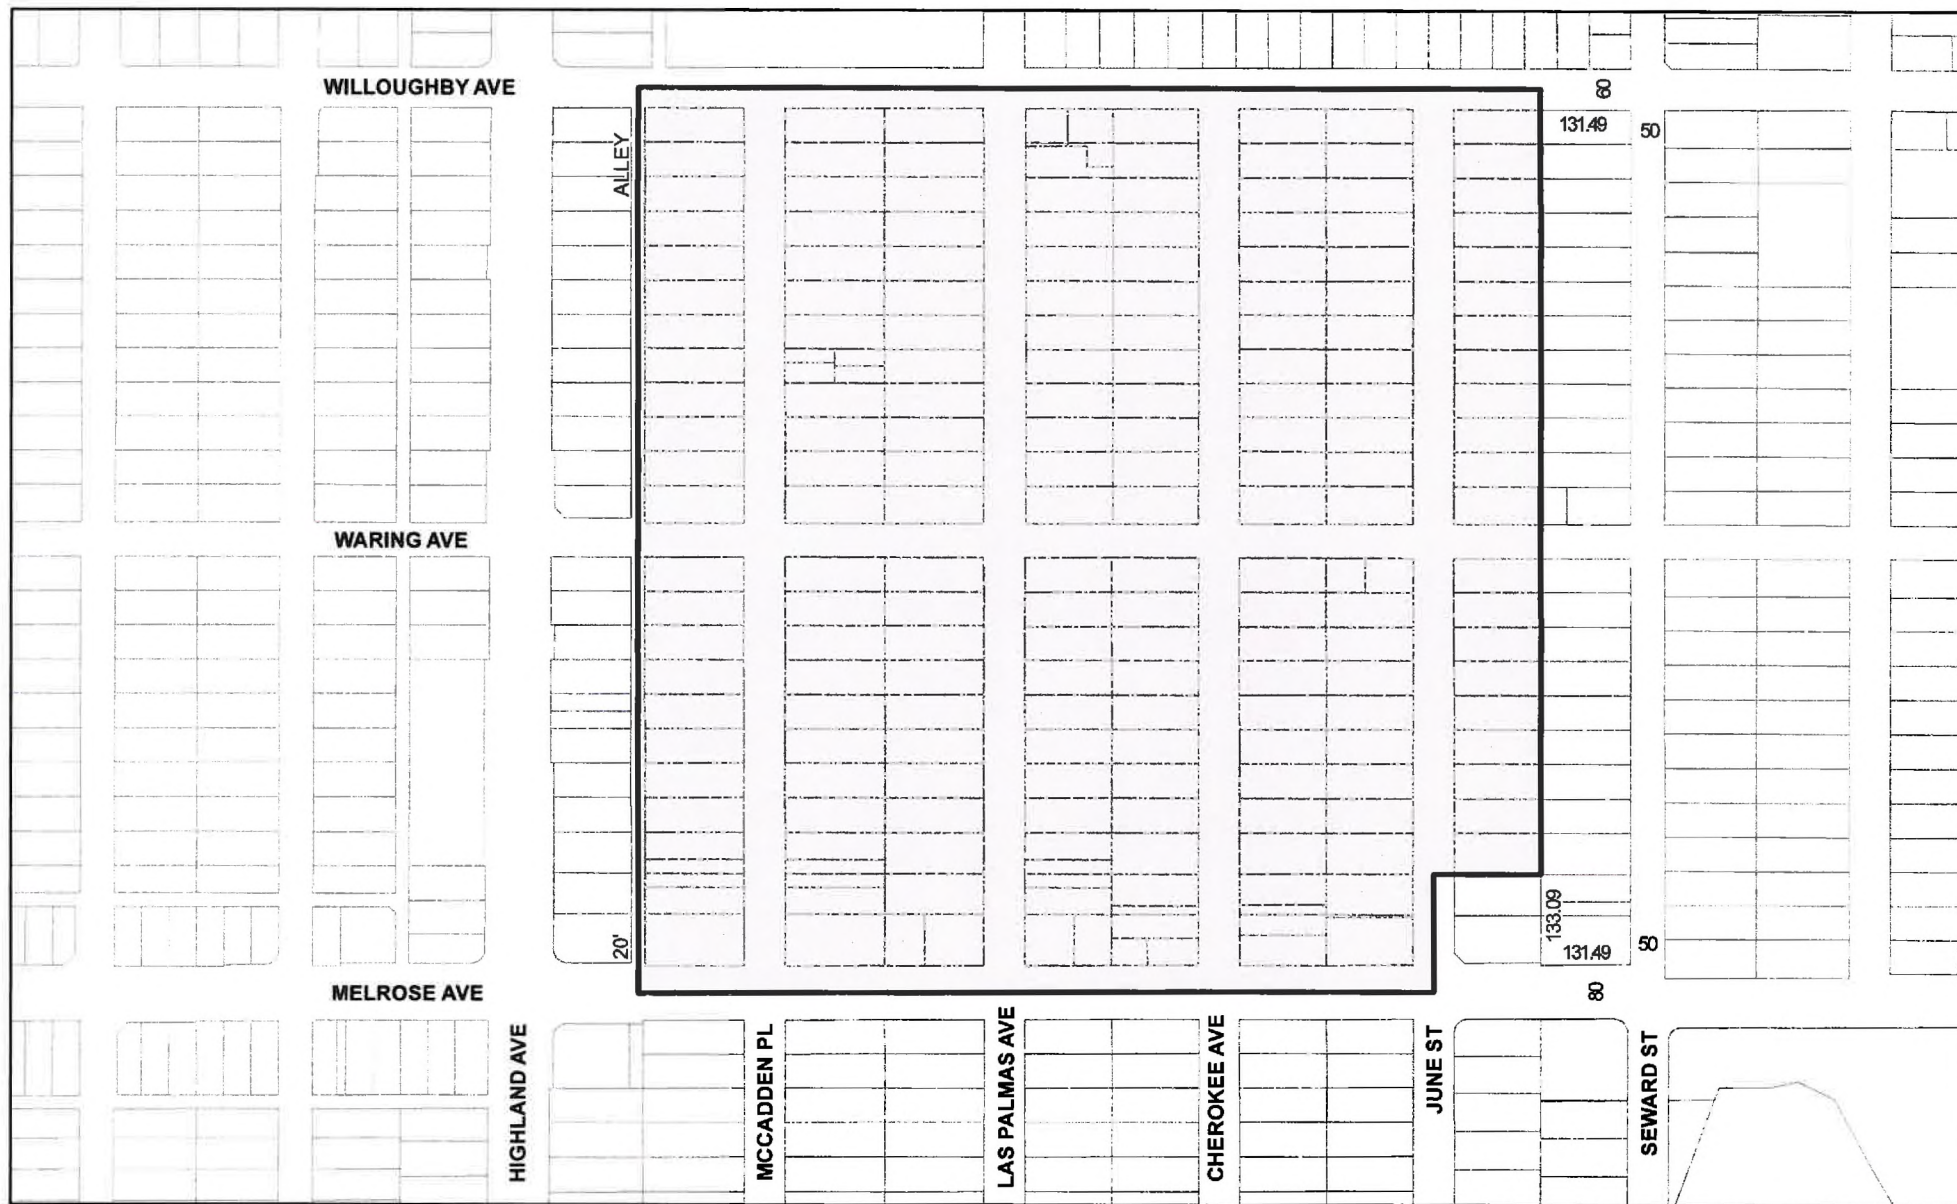 WILLOUGHBY AVE
60
131.49
50
ALLEY
WARING AVE
133.09
20'
131.49
50
MELROSE AVE
80
HIGHLAND AVE
MCCADDEN PL
LAS PALMAS AVE
CHEROKEE AVE
JUNE ST
SEWARD ST